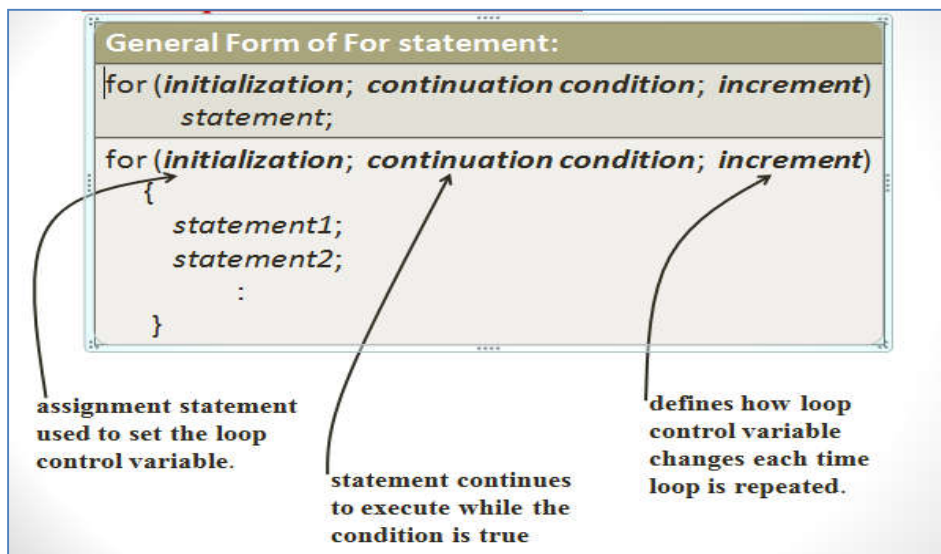 General Form of For statement:
for (initialization; continuation condition; increment)
statement;
for (initialization; continuation condition; increment)
{
statement1;
statement2;
:
}
assignment statement
used to set the loop
control variable.
statement continues
to execute while the
condition is true
defines how loop
control variable
changes each time
loop is repeated.